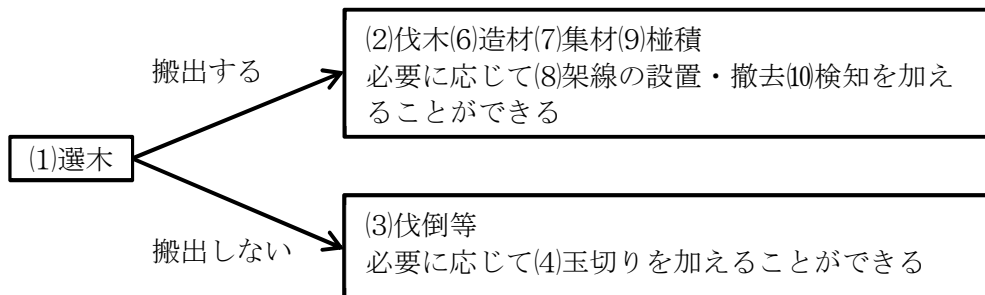 ⑵伐木⑹造材⑺集材⑼椪積
必要に応じて⑻架線の設置・撤去⑽検知を加え
ることができる
搬出する
⑴選木
搬出しない
⑶伐倒等
必要に応じて⑷玉切りを加えることができる